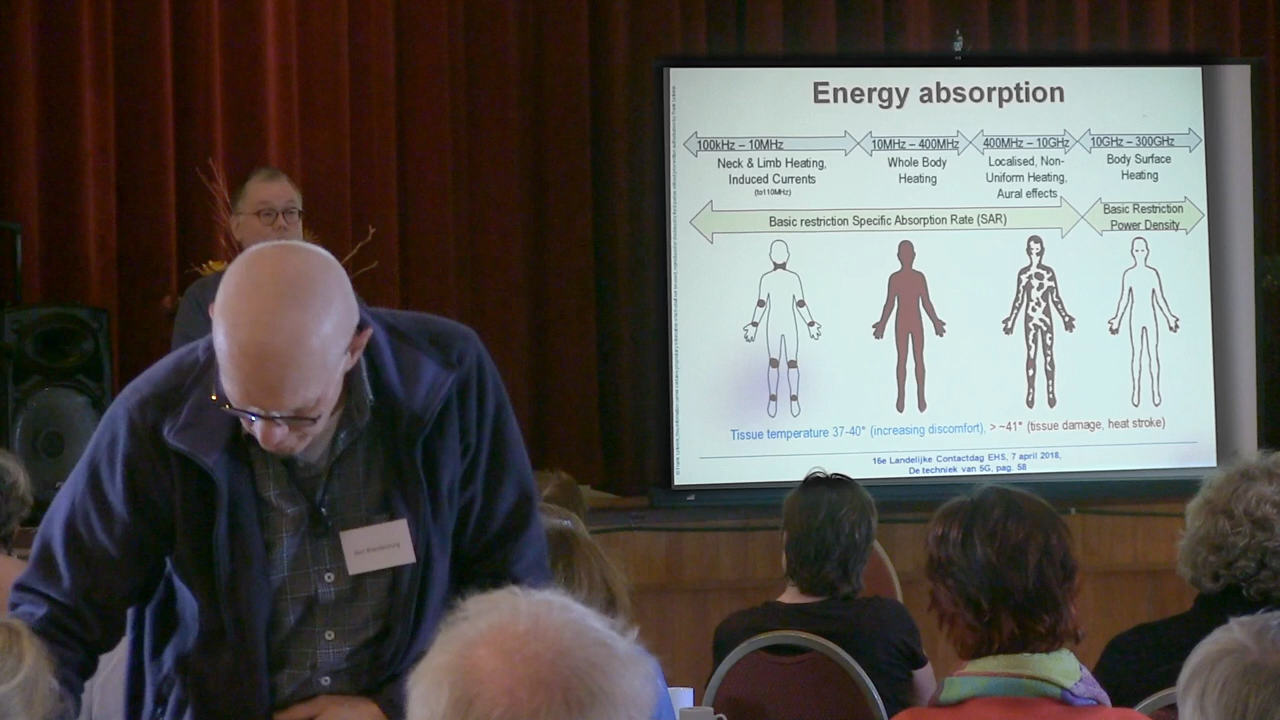 Energy absorption
100kHz – 10MHz
10MHz – 400MHz
400MHz – 10GHz
10GHz – 300GHz
Neck & Limb Heating,
Induced Currents
(to110MHz)
Whole Body
Heating
Localised, Non-
Uniform Heating,
Aural effects
Body Surface
Heating
Basic restriction Specific Absorption Rate (SAR)
Basic Restriction
Power Density
Tissue temperature 37-40° (increasing discomfort), > ~41° (tissue damage, heat stroke)
16e Landelijke Contactdag EHS, 7 april 2018,
De techniek van 5G, pag. 58